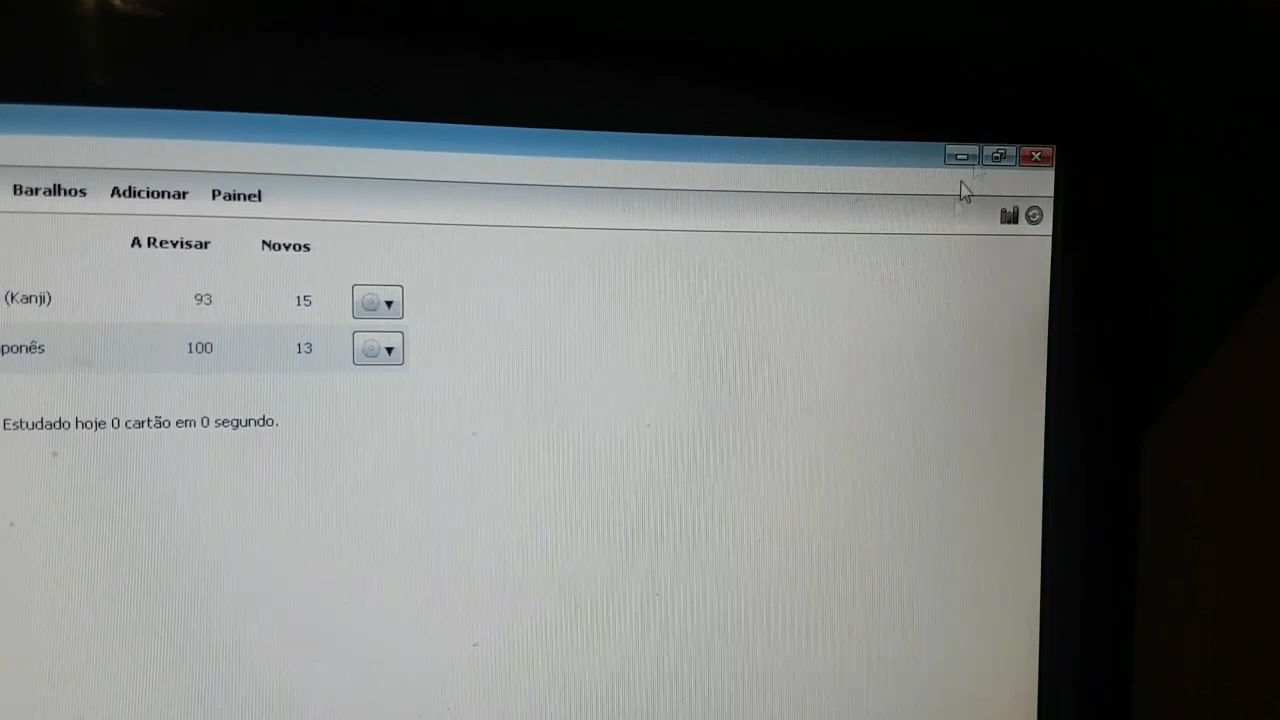 Baralhos Adicionar Painel
A Revisar Novos
(Kanji) 93 15
ponês 100 13
Estudado hoje 0 cartão em 0 segundo.